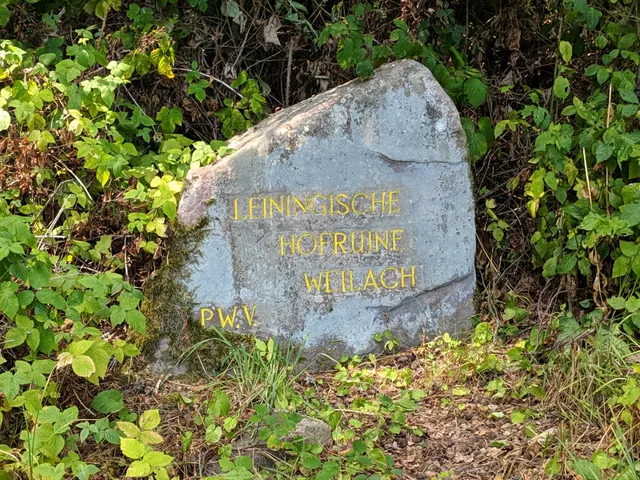 LEININGISCHE
HOFRUINE
WEILACH
P.W.V.